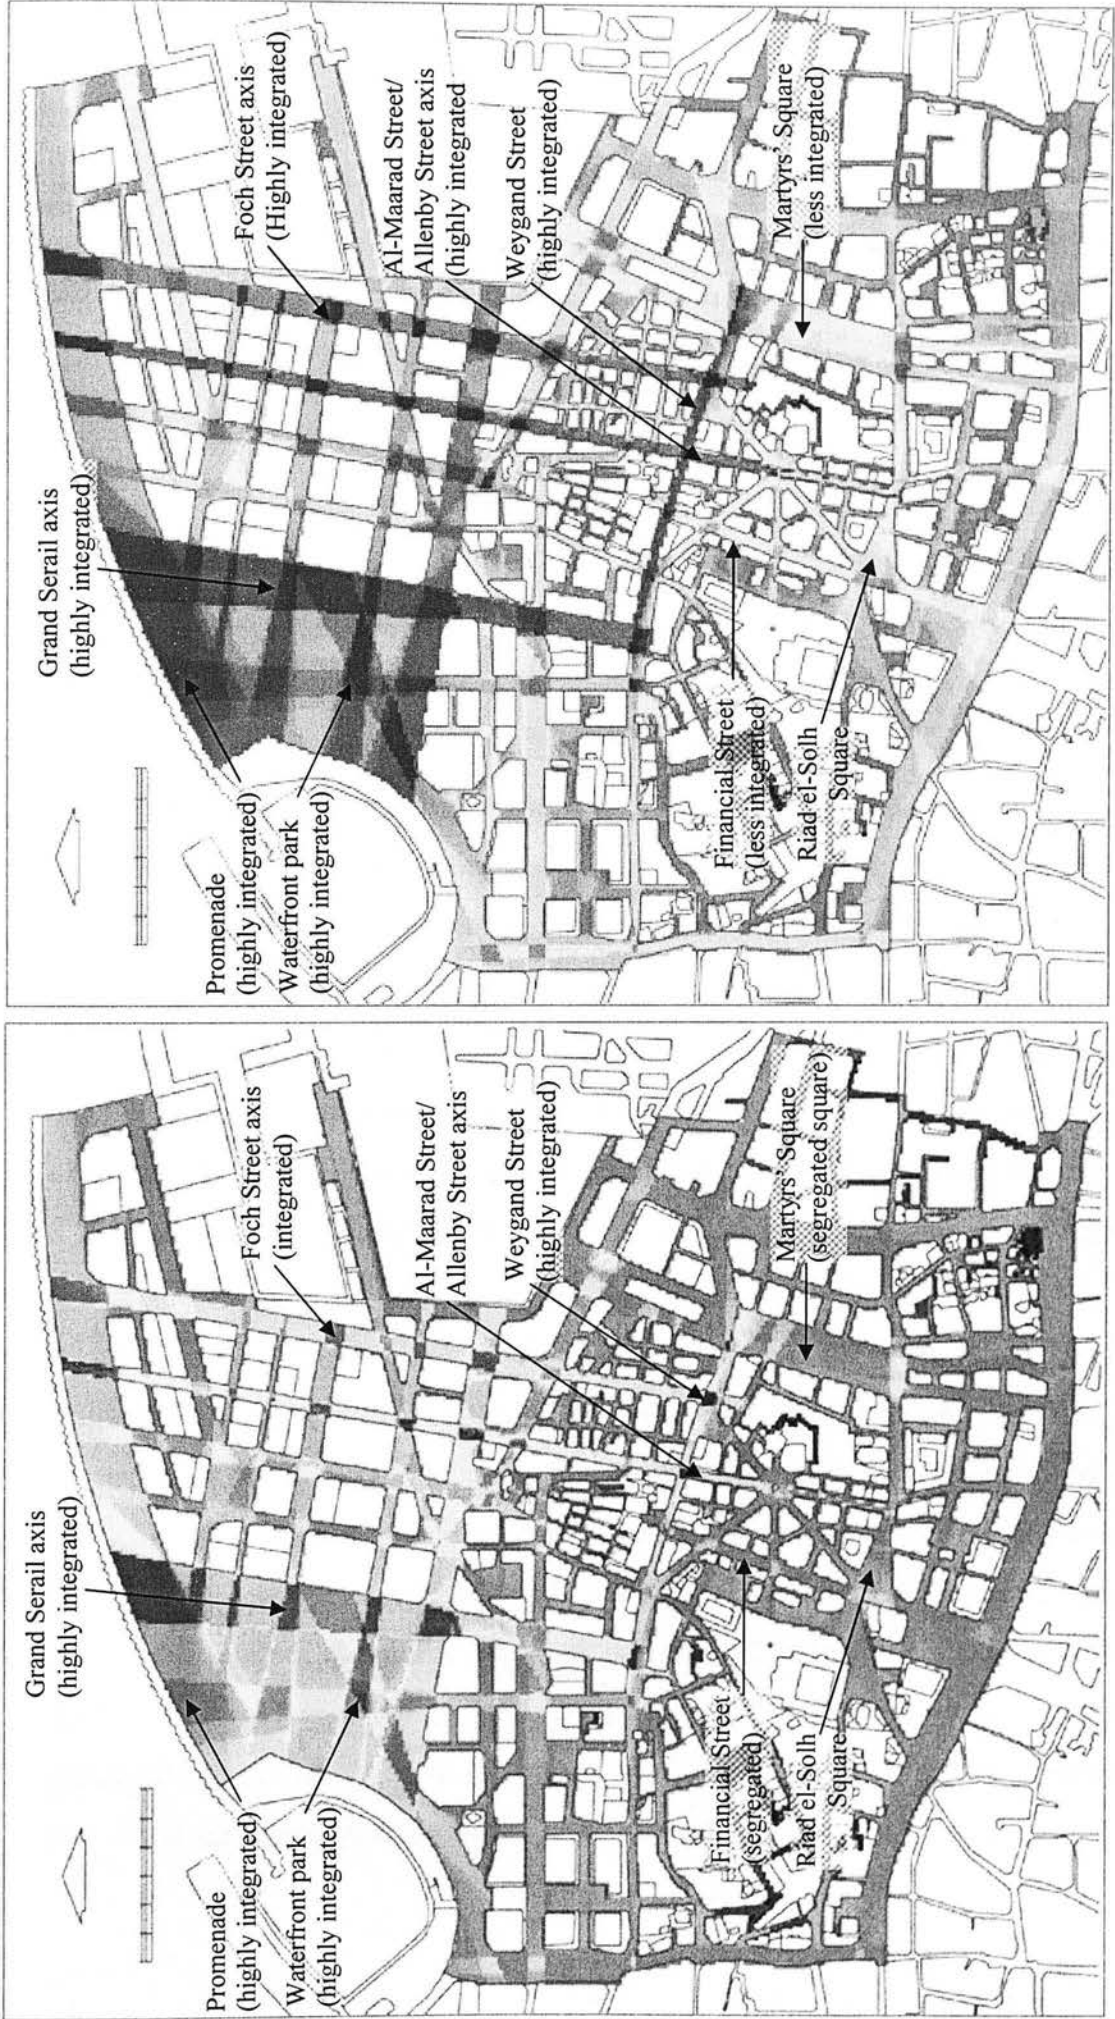 Promenade
(highly integrated)
Waterfront park
(highly integrated)
Grand Serail axis
(highly integrated)
Foch Street axis
(Highly integrated)
Al-Maarad Street/
Allenby Street axis
(highly integrated)
Weygand Street
(highly integrated)
Financial Street
(less integrated)
Riad el-Solh
Square
Martyrs' Square
(less integrated)
Promenade
(highly integrated)
Waterfront park
(highly integrated)
Grand Serail axis
(highly integrated)
Foch Street axis
(integrated)
Al-Maarad Street/
Allenby Street axis
Weygand Street
(highly integrated)
Financial Street
(segregated)
Riad el-Solh
Square
Martyrs' Square
(segregated square)